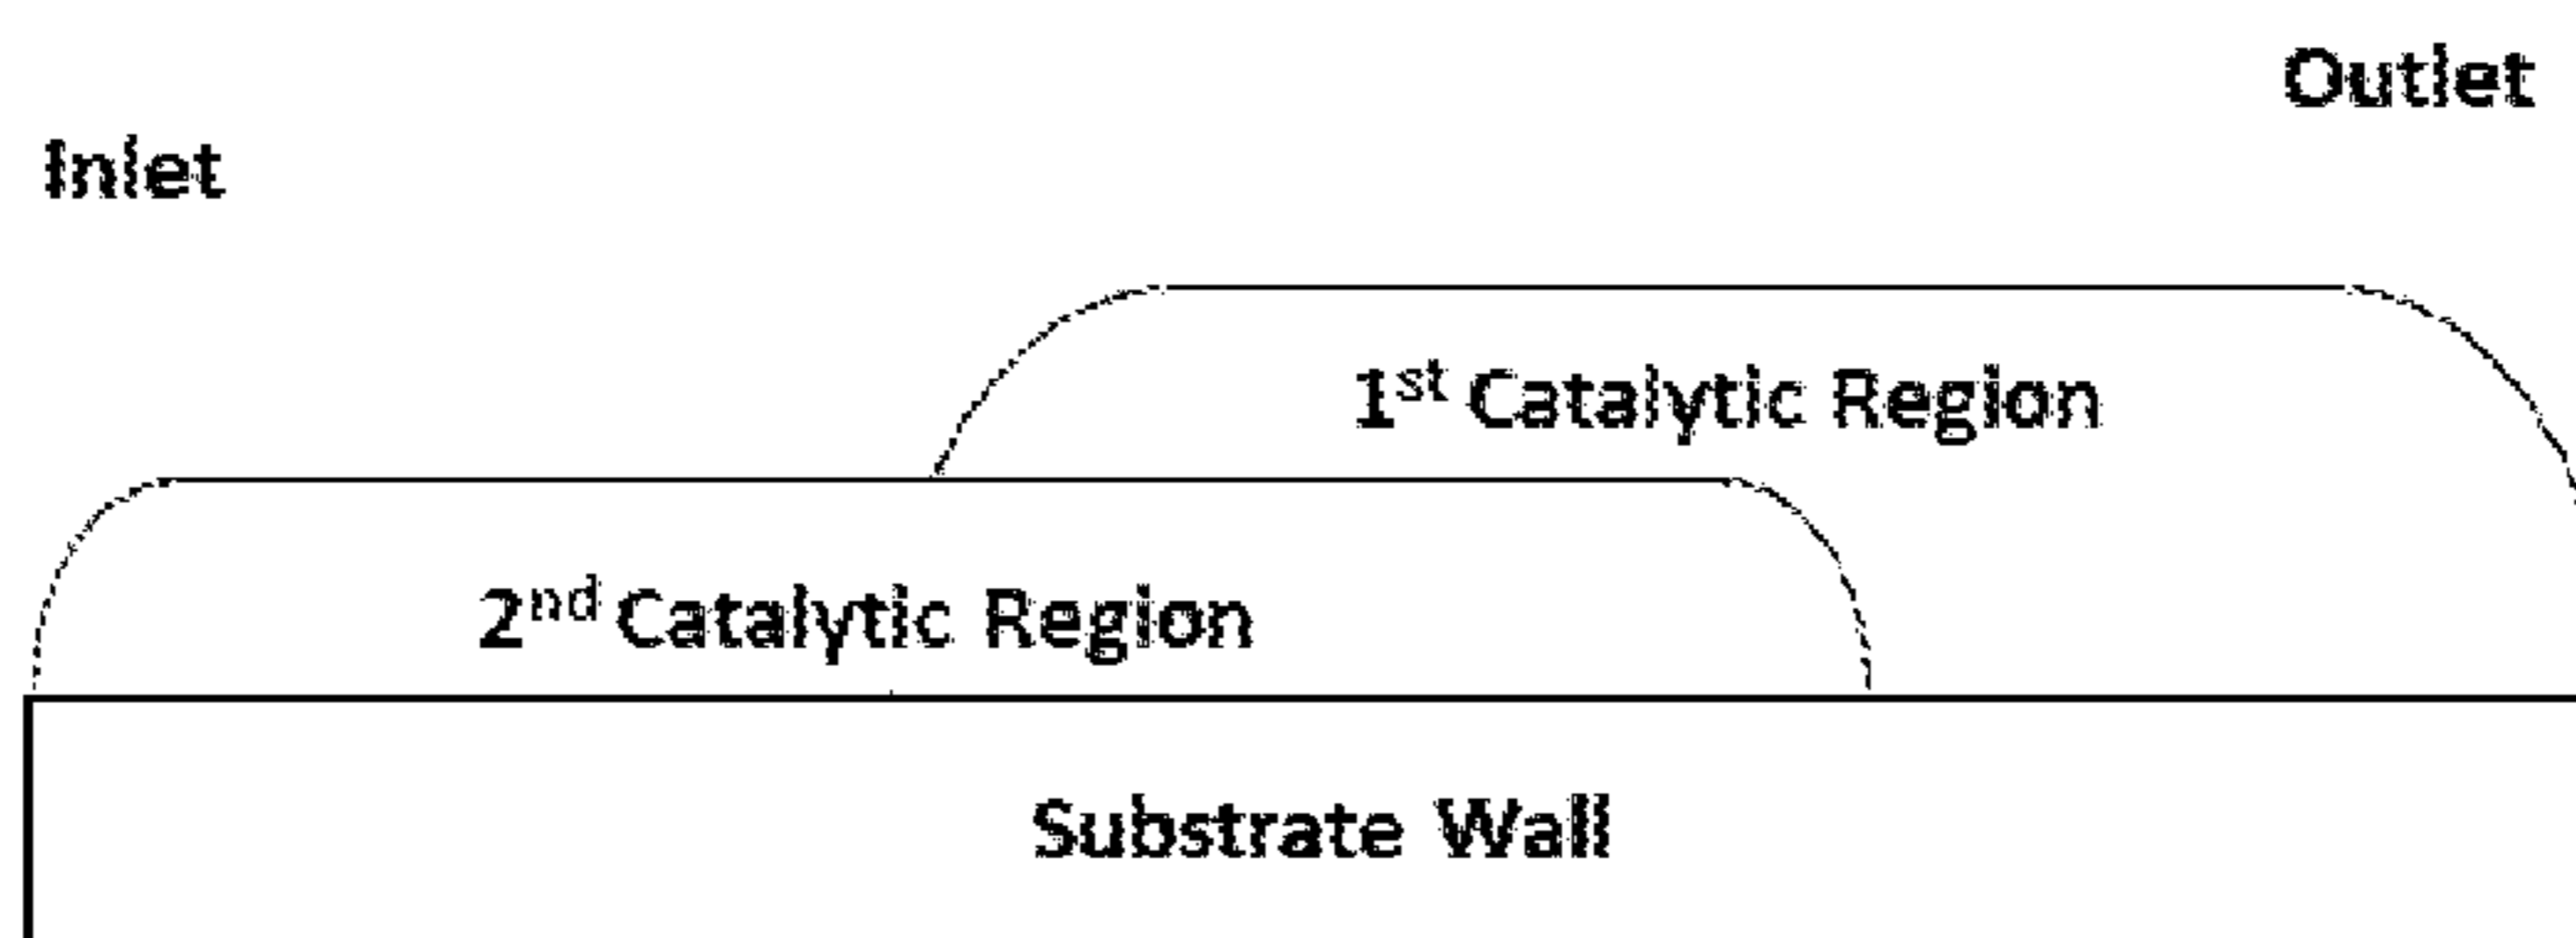 Outlet
Inlet
1st Catalytic Region
2nd Catalytic Region
Substrate Wall